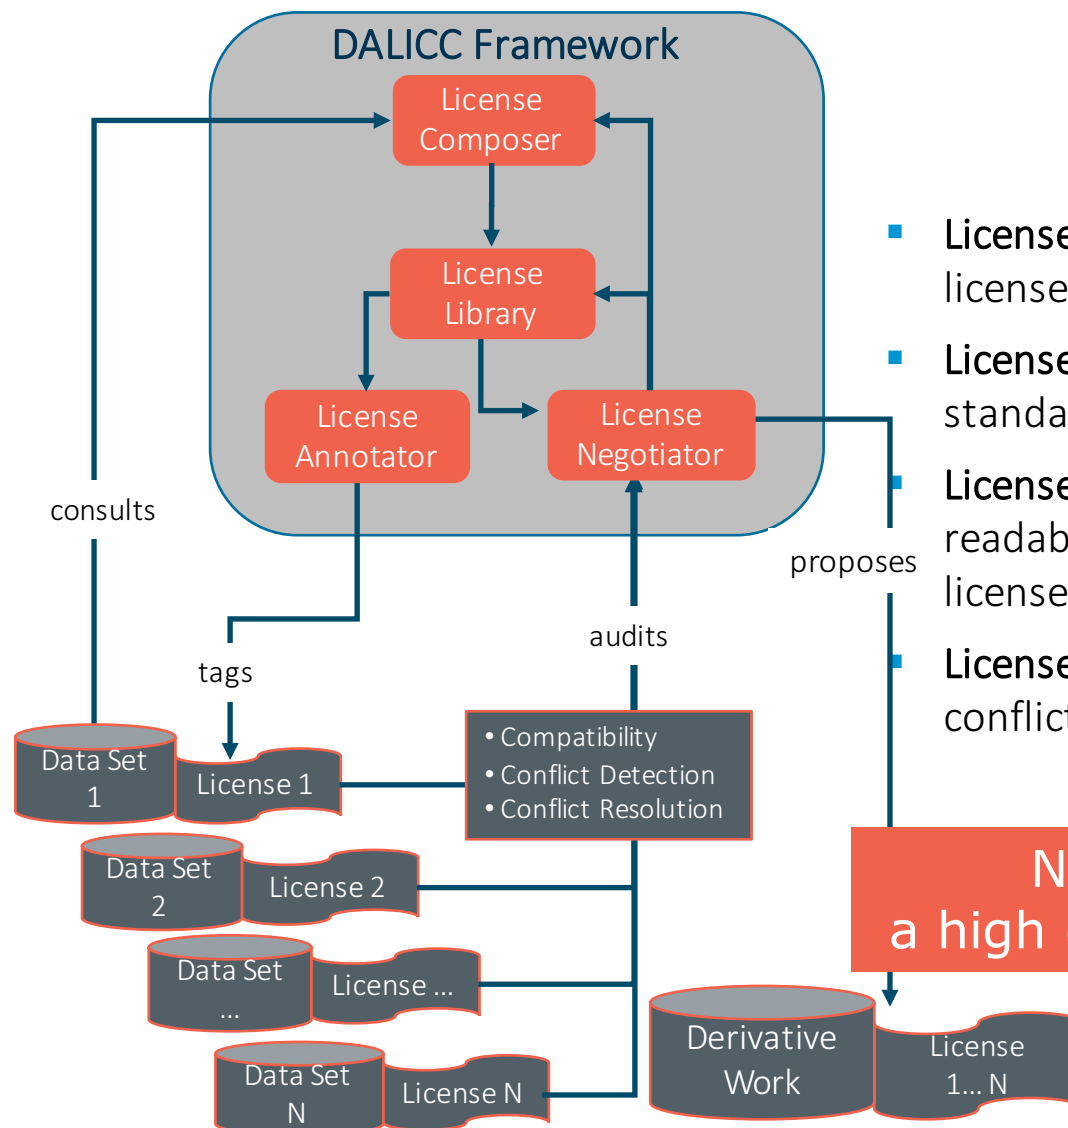 DALICC Framework
License
Composer
License
Library
License
Annotator
License
Negotiator
consults
tags
audits
proposes
License
license
License
standa
License
readab
license
License
conflict
Data Set
1
License 1
• Compatibility
• Conflict Detection
• Conflict Resolution
Data Set
2
License 2
Data Set
...
License ...
Data Set
N
License N
N
a high
Derivative
Work
License
1... N